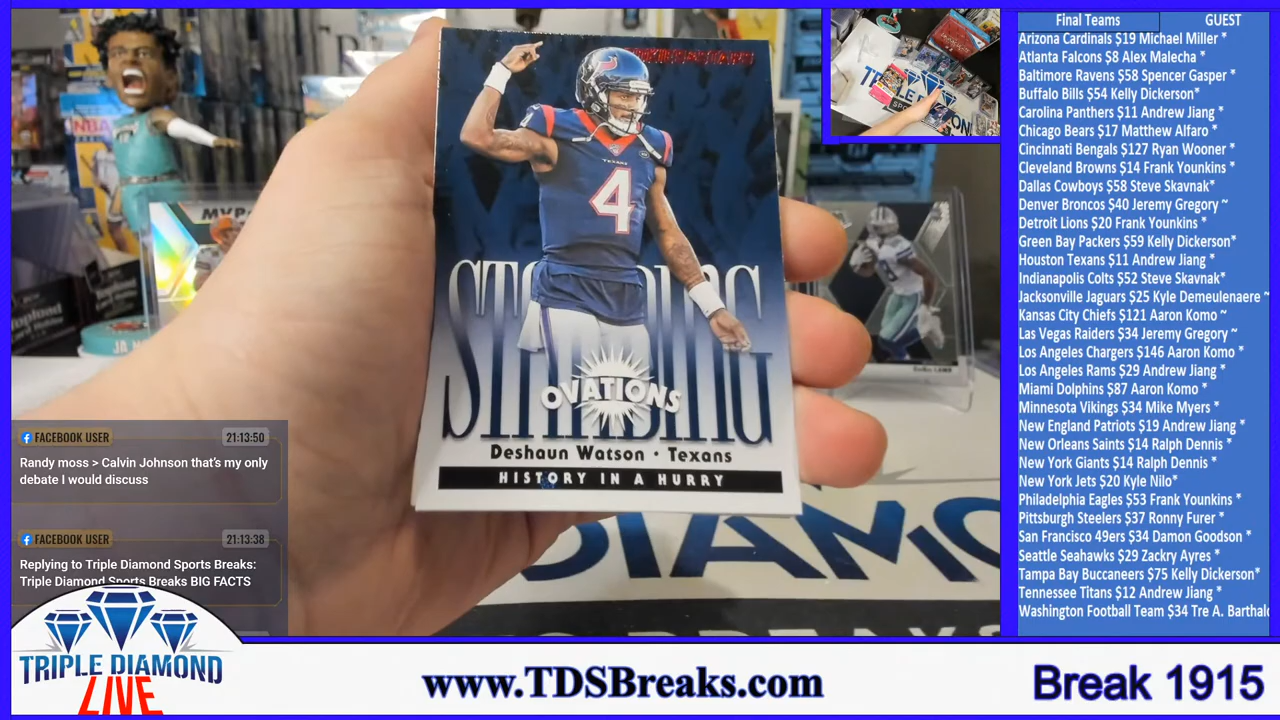 Final Teams GUEST
Arizona Cardinals $19 Michael Miller *
Atlanta Falcons $8 Alex Malecha *
Baltimore Ravens $58 Spencer Gasper *
Buffalo Bills $54 Kelly Dickerson*
Carolina Panthers $11 Andrew Jiang *
Chicago Bears $17 Matthew Alfaro *
Cincinnati Bengals $127 Ryan Wooner *
Cleveland Browns $14 Frank Younkins *
Dallas Cowboys $58 Steve Skavnak*
Denver Broncos $40 Jeremy Gregory ~
Detroit Lions $20 Frank Younkins *
Green Bay Packers $59 Kelly Dickerson*
Houston Texans $11 Andrew Jiang *
Indianapolis Colts $52 Steve Skavnak*
Jacksonville Jaguars $25 Kyle Demeulenaere ~
Kansas City Chiefs $121 Aaron Komo ~
Las Vegas Raiders $34 Jeremy Gregory ~
Los Angeles Chargers $146 Aaron Komo *
Los Angeles Rams $29 Andrew Jiang *
Miami Dolphins $87 Aaron Komo *
Minnesota Vikings $34 Mike Myers *
New England Patriots $19 Andrew Jiang *
New Orleans Saints $14 Ralph Dennis *
New York Giants $14 Ralph Dennis *
New York Jets $20 Kyle Nilo*
Philadelphia Eagles $53 Frank Younkins *
Pittsburgh Steelers $37 Ronny Furer *
San Francisco 49ers $34 Damon Goodson *
Seattle Seahawks $29 Zackry Ayres *
Tampa Bay Buccaneers $75 Kelly Dickerson*
Tennessee Titans $12 Andrew Jiang *
Washington Football Team $34 Tre A. Barthalo
TEXANS
4
4
STANDING
OVATIONS
Deshaun Watson • Texans
HISTORY IN A HURRY
MVP
NBA
FACEBOOK USER 21:13:50
Randy moss > Calvin Johnson that's my only
debate I would discuss
FACEBOOK USER 21:13:38
Replying to Triple Diamond Sports Breaks:
Triple Diamond Sports Breaks BIG FACTS
DIAMO
TRIPLE DIAMOND
LIVE
www.TDSBreaks.com
Break 1915